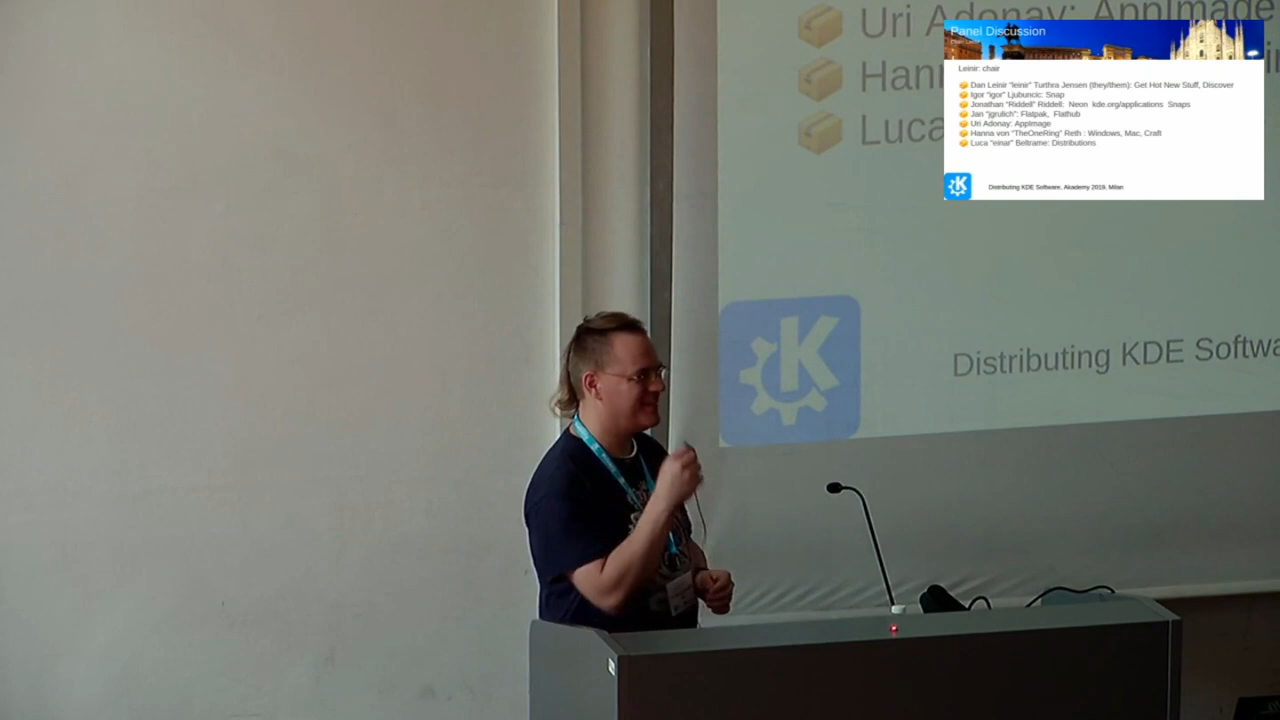 Uri Adonay: AppImage
Hann
Luca
Distributing KDE Softwa
Panel Discussion
Leinir: chair
Dan Leinir "leinir" Turthra Jensen (they/them): Get Hot New Stuff, Discover
Igor "igor" Ljubuncic: Snap
Jonathan "Riddell" Riddell: Neon kde.org/applications Snaps
Jan "jgrulich": Flatpak, Flathub
Uri Adonay: AppImage
Hanna von "TheOneRing" Reth : Windows, Mac, Craft
Luca "einar" Beltrame: Distributions
K
Distributing KDE Software, Akademy 2019, Milan